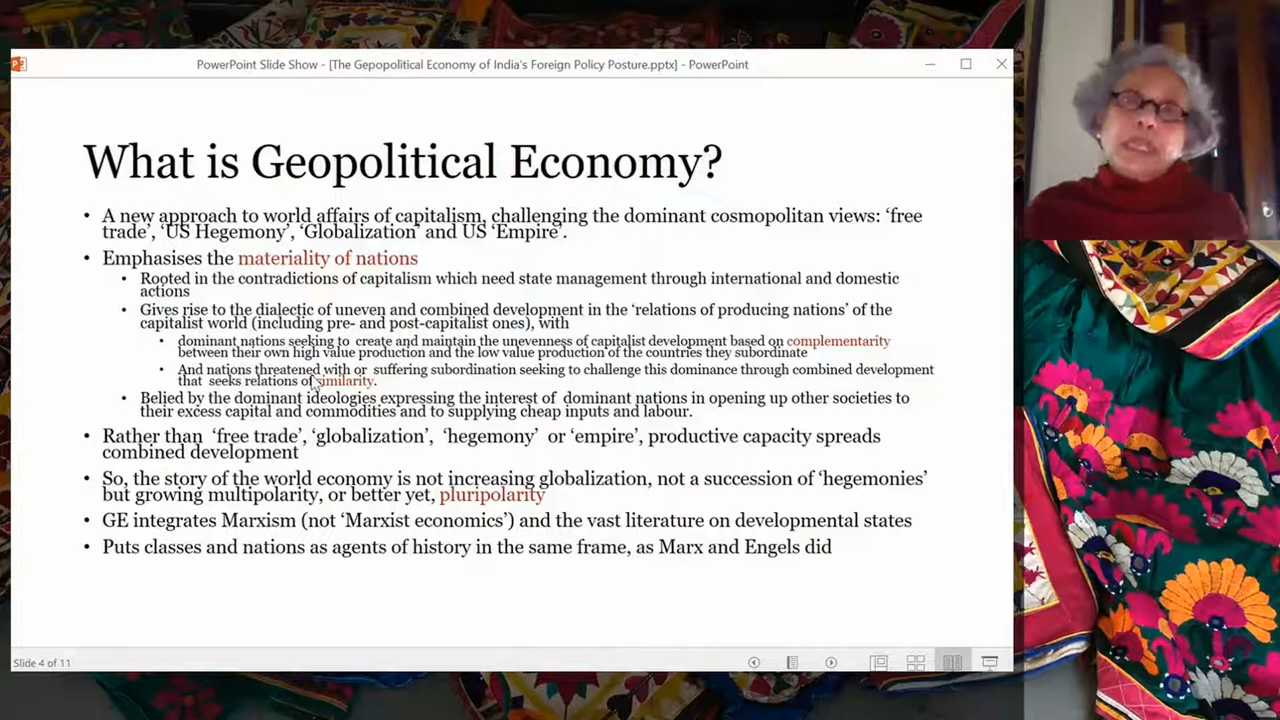 PowerPoint Slide Show - [The Gepopolitical Economy of India's Foreign Policy Posture.pptx] - PowerPoint
What is Geopolitical Economy?
• A new approach to world affairs of capitalism, challenging the dominant cosmopolitan views: 'free
trade', 'US Hegemony', 'Globalization' and US 'Empire'.
• Emphasises the materiality of nations
• Rooted in the contradictions of capitalism which need state management through international and domestic
actions
• Gives rise to the dialectic of uneven and combined development in the 'relations of producing nations' of the
capitalist world (including pre- and post-capitalist ones), with
• dominant nations seeking to create and maintain the unevenness of capitalist development based on complementarity
between their own high value production and the low value production of the countries they subordinate
• And nations threatened with or suffering subordination seeking to challenge this dominance through combined development
that seeks relations of similarity.
• Belied by the dominant ideologies expressing the interest of dominant nations in opening up other societies to
their excess capital and commodities and to supplying cheap inputs and labour.
• Rather than 'free trade', 'globalization', 'hegemony' or 'empire', productive capacity spreads
combined development
• So, the story of the world economy is not increasing globalization, not a succession of 'hegemonies'
but growing multipolarity, or better yet, pluripolarity
• GE integrates Marxism (not 'Marxist economics') and the vast literature on developmental states
• Puts classes and nations as agents of history in the same frame, as Marx and Engels did
Slide 4 of 11